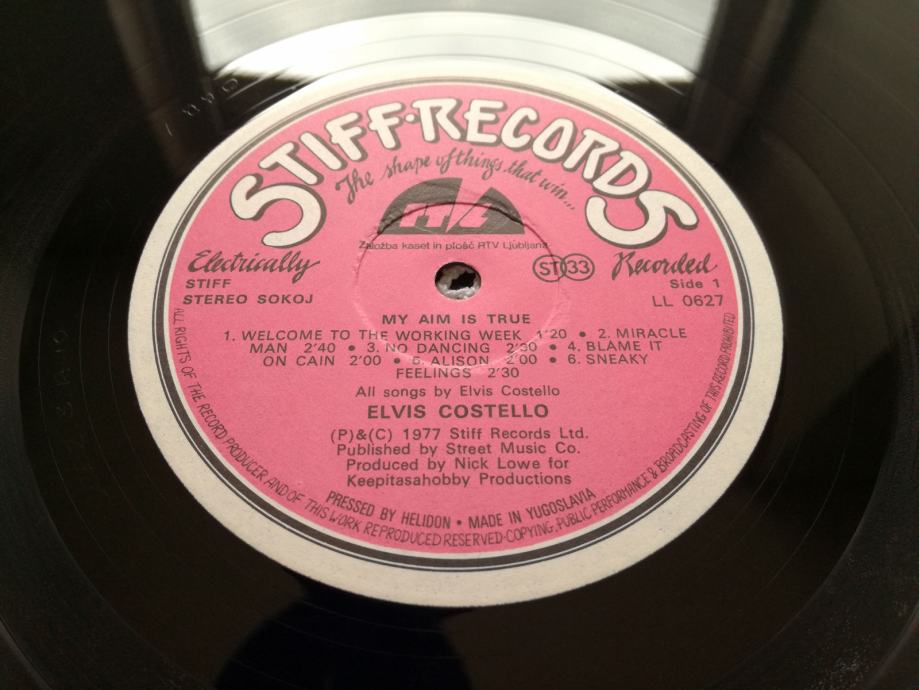 STIFF·RECORDS
The shape of things that win...
Založba kaset in plošč RTV Ljubljana
Electrically
Recorded
STIFF
STEREO SOKOJ
ST 33
Side 1
LL 0627
MY AIM IS TRUE
1. WELCOME TO THE WORKING WEEK 1'20 • 2. MIRACLE
MAN 2'40 • 3. NO DANCING 2'30 • 4. BLAME IT
ON CAIN 2'00 • 5. ALISON 2'00 • 6. SNEAKY
FEELINGS 2'30
All songs by Elvis Costello
ELVIS COSTELLO
(P)&(C) 1977 Stiff Records Ltd.
Published by Street Music Co.
Produced by Nick Lowe for
Keepitasahobby Productions
PRESSED BY HELIDON • MADE IN YUGOSLAVIA
ALL RIGHTS OF THE RECORD PRODUCER AND OF THIS WORK REPRODUCED RESERVED·COPYING, PUBLIC PERFORMANCE & BROADCASTING OF THIS RECORD PROHIBITED